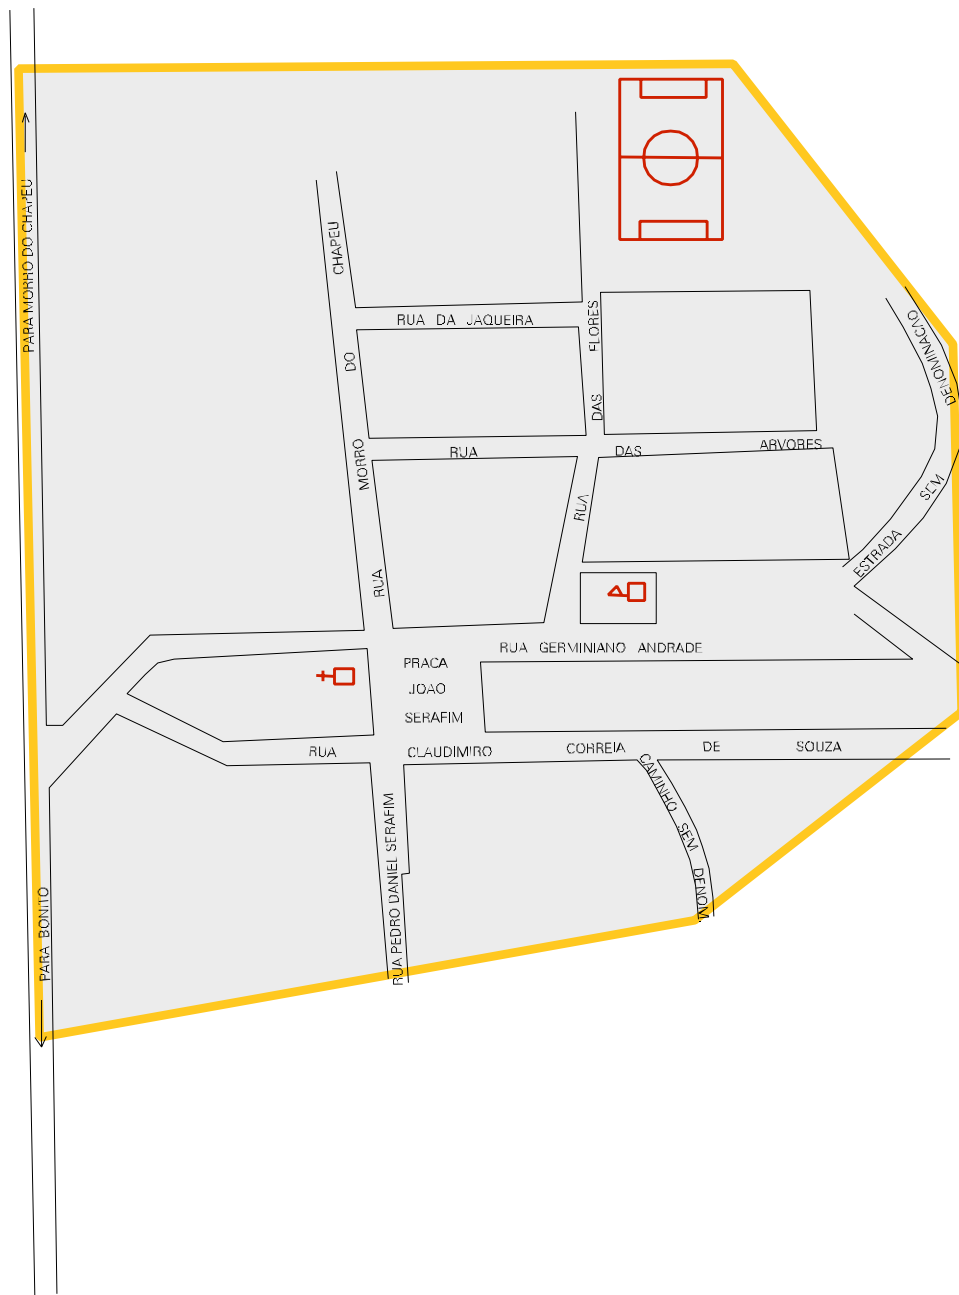 PARA MORRO DO CHAPEU
RUA DO MORRO DO CHAPEU
RUA DA JAQUEIRA
RUA DAS FLORES
RUA DAS ARVORES
ESTRADA SEM DENOMINACAO
RUA GERMINIANO ANDRADE
PRACA
JOAO
SERAFIM
RUA CLAUDIMIRO CORREIA DE SOUZA
CAMINHO SEM DENOM.
RUA PEDRO DANIEL SERAFIM
PARA BONITO